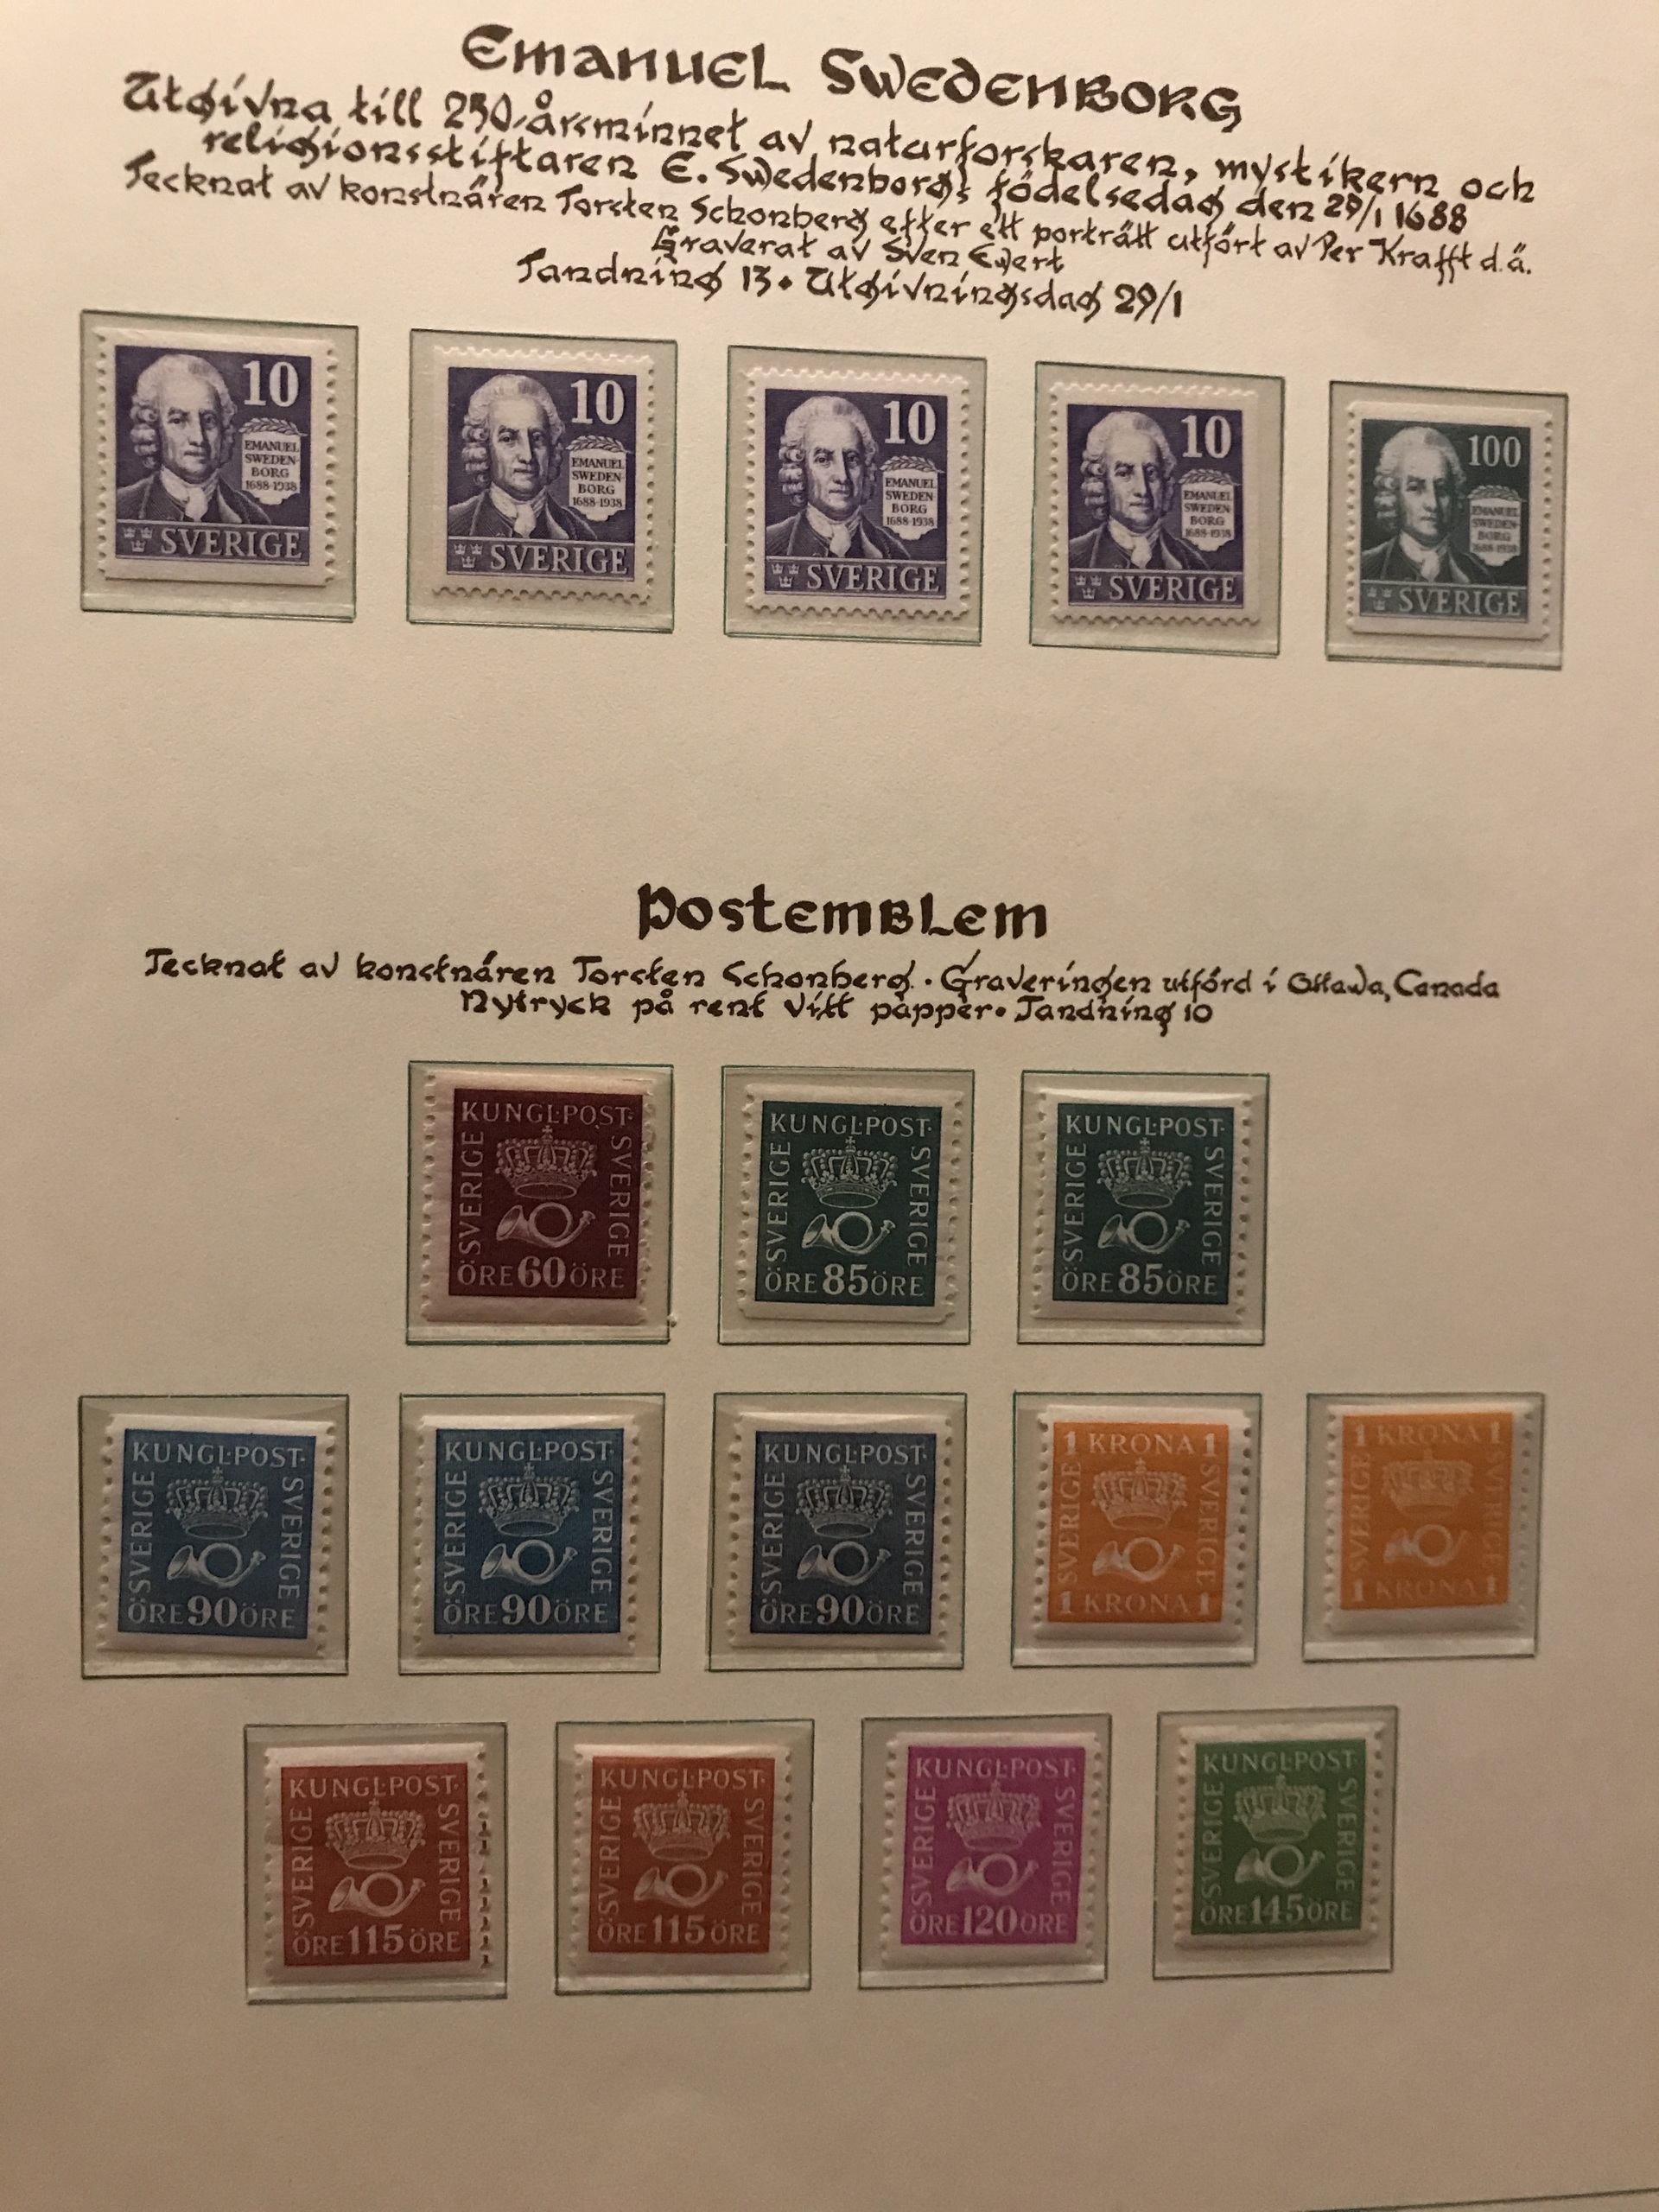 Emanuel Swedenborg
Utgivna till 250-årsminnet av naturforskaren, mystikern och
religionsstiftaren E. Swedenborgs födelsedag den 29/1 1688
Tecknat av konstnären Torsten Schonberg efter ett porträtt utfört av Per Krafft d.ä.
Graverat av Sven Ewert
Tandning 13. Utgivningsdag 29/1
10
EMANUEL
SWEDEN-
BORG
1688-1938
SVERIGE
10
EMANUEL
SWEDEN
BORG
1688-1938
SVERIGE
10
EMANUEL
SWEDEN
BORG
1688-1938
SVERIGE
10
EMANUEL
SWEDEN
BORG
1688-1938
SVERIGE
100
EMANUEL
SWEDEN-
BORG
1688-1938
SVERIGE
Postemblem
Tecknat av konstnären Torsten Schonberg. Graveringen utförd i Ottawa, Canada
Nytryck på rent vitt papper. Tandning 10
KUNGL·POST·
SVERIGE
SVERIGE
ÖRE 60 ÖRE
KUNGL·POST·
SVERIGE
SVERIGE
ÖRE 85 ÖRE
KUNGL·POST·
SVERIGE
SVERIGE
ÖRE 85 ÖRE
KUNGL·POST·
SVERIGE
SVERIGE
ÖRE 90 ÖRE
KUNGL·POST·
SVERIGE
SVERIGE
ÖRE 90 ÖRE
KUNGL·POST·
SVERIGE
SVERIGE
ÖRE 90 ÖRE
1 KRONA 1
SVERIGE
SVERIGE
1 KRONA 1
1 KRONA 1
SVERIGE
SVERIGE
1 KRONA 1
KUNGL·POST·
SVERIGE
SVERIGE
ÖRE 115 ÖRE
KUNGL·POST·
SVERIGE
SVERIGE
ÖRE 115 ÖRE
KUNGL·POST·
SVERIGE
SVERIGE
ÖRE 120 ÖRE
KUNGL·POST·
SVERIGE
SVERIGE
ÖRE 145 ÖRE